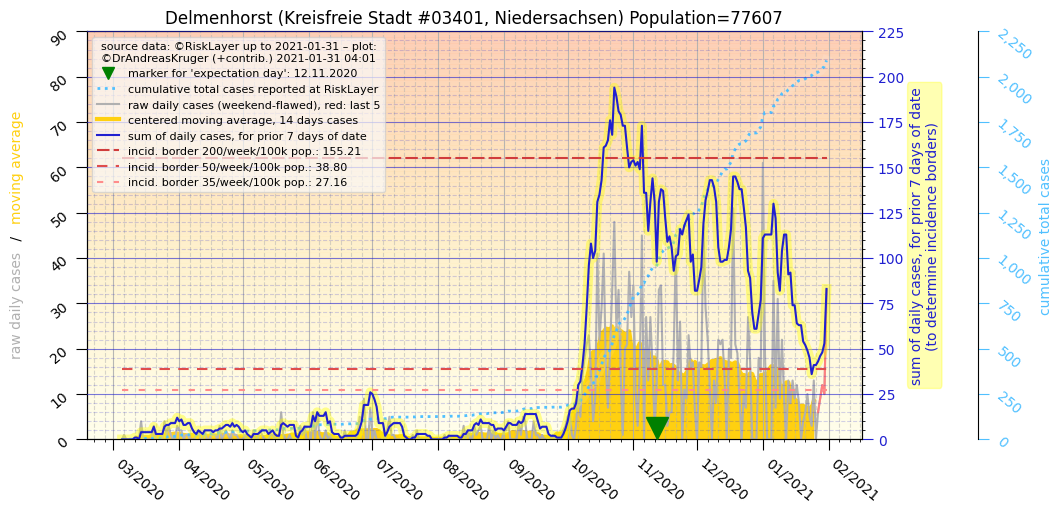 Delmenhorst (Kreisfreie Stadt #03401, Niedersachsen) Population=77607
source data: ©RiskLayer up to 2021-01-31 – plot:
©DrAndreasKruger (+contrib.) 2021-01-31 04:01
marker for 'expectation day': 12.11.2020
cumulative total cases reported at RiskLayer
raw daily cases (weekend-flawed), red: last 5
centered moving average, 14 days cases
sum of daily cases, for prior 7 days of date
incid. border 200/week/100k pop.: 155.21
incid. border 50/week/100k pop.: 38.80
incid. border 35/week/100k pop.: 27.16
raw daily cases / moving average
90
80
70
60
50
40
30
20
10
0
03/2020
04/2020
05/2020
06/2020
07/2020
08/2020
09/2020
10/2020
11/2020
12/2020
01/2021
02/2021
225
200
175
150
125
100
75
50
25
0
sum of daily cases, for prior 7 days of date
(to determine incidence borders)
2,250
2,000
1,750
1,500
1,250
1,000
750
500
250
0
cumulative total cases